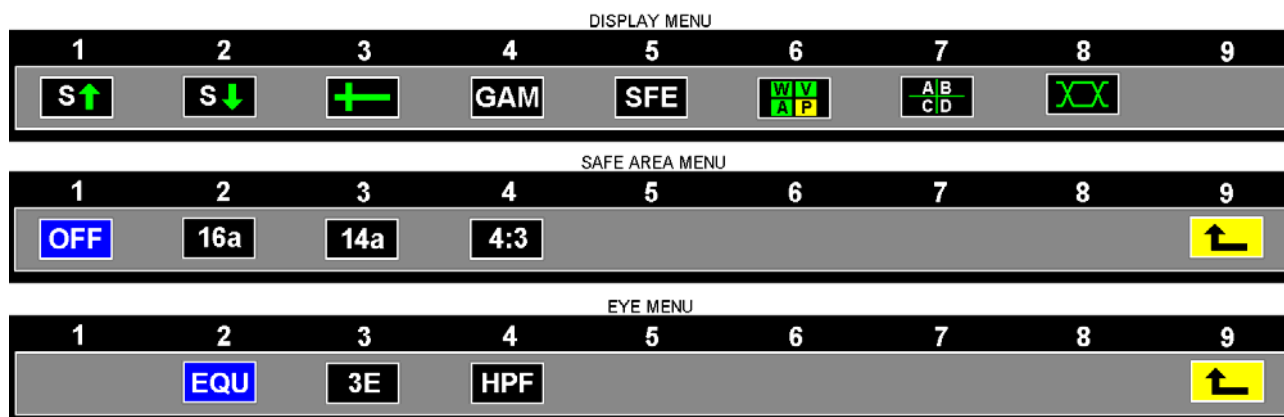 DISPLAY MENU
1 2 3 4 5 6 7 8 9
S S GAM SFE W V A B
A P C D
SAFE AREA MENU
1 2 3 4 5 6 7 8 9
OFF 16a 14a 4:3
EYE MENU
1 2 3 4 5 6 7 8 9
EQU 3E HPF